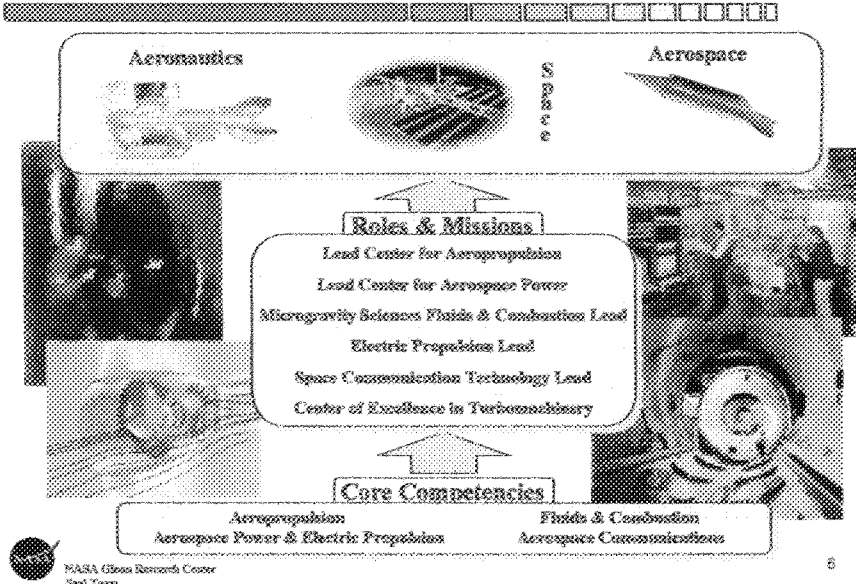 Aeronautics
Space
Aerospace
Roles & Missions
Lead Center for Aeropropulsion
Lead Center for Aerospace Power
Microgravity Sciences Fluids & Combustion Lead
Electric Propulsion Lead
Space Communication Technology Lead
Center of Excellence in Turbomachinery
Core Competencies
Aeropropulsion
Aerospace Power & Electric Propulsion
Fluids & Combustion
Aerospace Communications
NASA Glenn Research Center
6